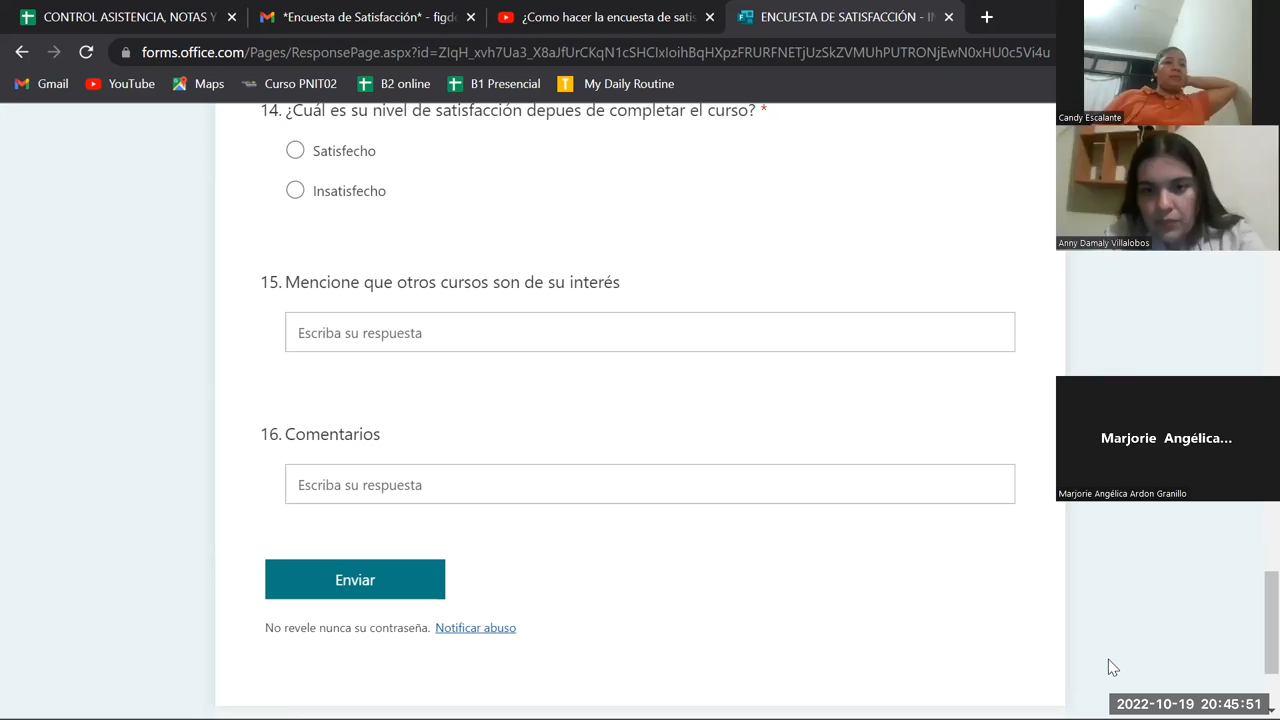 CONTROL ASISTENCIA, NOTAS Y
*Encuesta de Satisfacción* - figd
¿Como hacer la encuesta de satis
ENCUESTA DE SATISFACCIÓN - IN
forms.office.com/Pages/ResponsePage.aspx?id=
Gmail
YouTube
Maps
Curso PNIT02
Teens
B1 Presencial
My Daily Routine
14. ¿Cuál es su nivel de satisfacción depues de completar el curso? *
Satisfecho
Insatisfecho
15. Mencione que otros cursos son de su interés
Escriba su respuesta
16. Comentarios
Escriba su respuesta
Enviar
No revele nunca su contraseña. Notificar abuso
Candy Escalante
Anny Damaly Villalobos
Marjorie Angélica...
Marjorie Angélica Ardon Granillo
2022-10-19 20:45:51